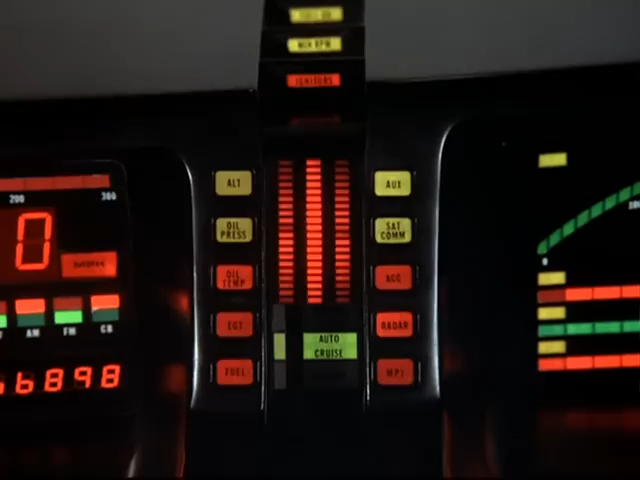 MIN RPM
IGNITORS
200 300
0
AM FM CB
6898
ALT
OIL
PRESS
OIL
TEMP
EGT
FUEL
AUTO
CRUISE
AUX
SAT
COMM
ACC
RADAR
MPI
0